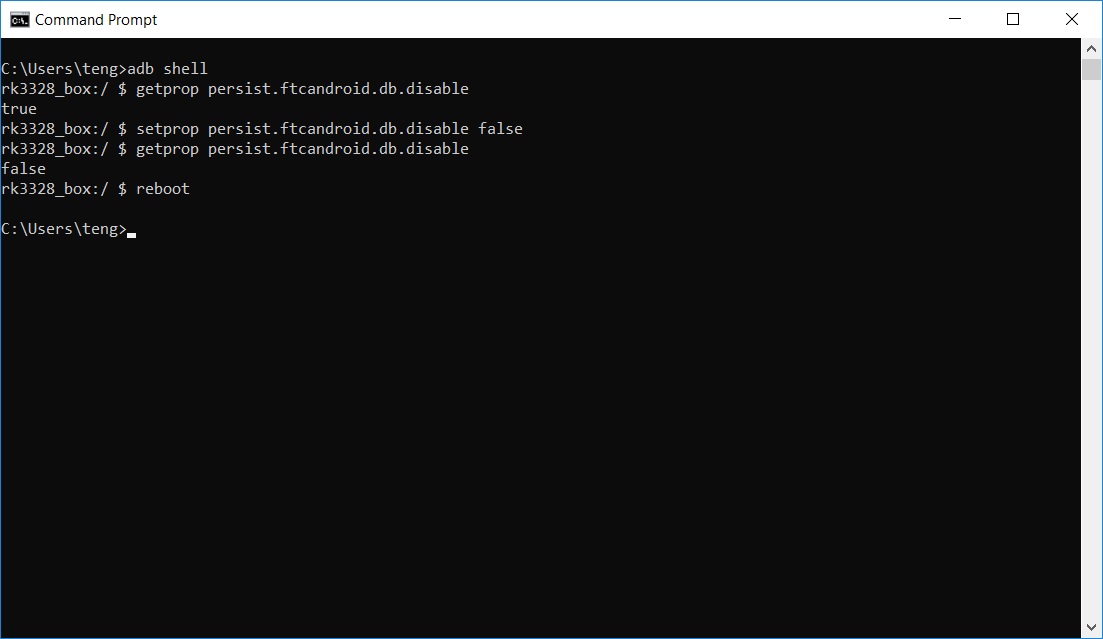 Command Prompt
C:\Users\teng>adb shell
rk3328_box:/ $ getprop persist.ftcandroid.db.disable
true
rk3328_box:/ $ setprop persist.ftcandroid.db.disable false
rk3328_box:/ $ getprop persist.ftcandroid.db.disable
false
rk3328_box:/ $ reboot
C:\Users\teng>